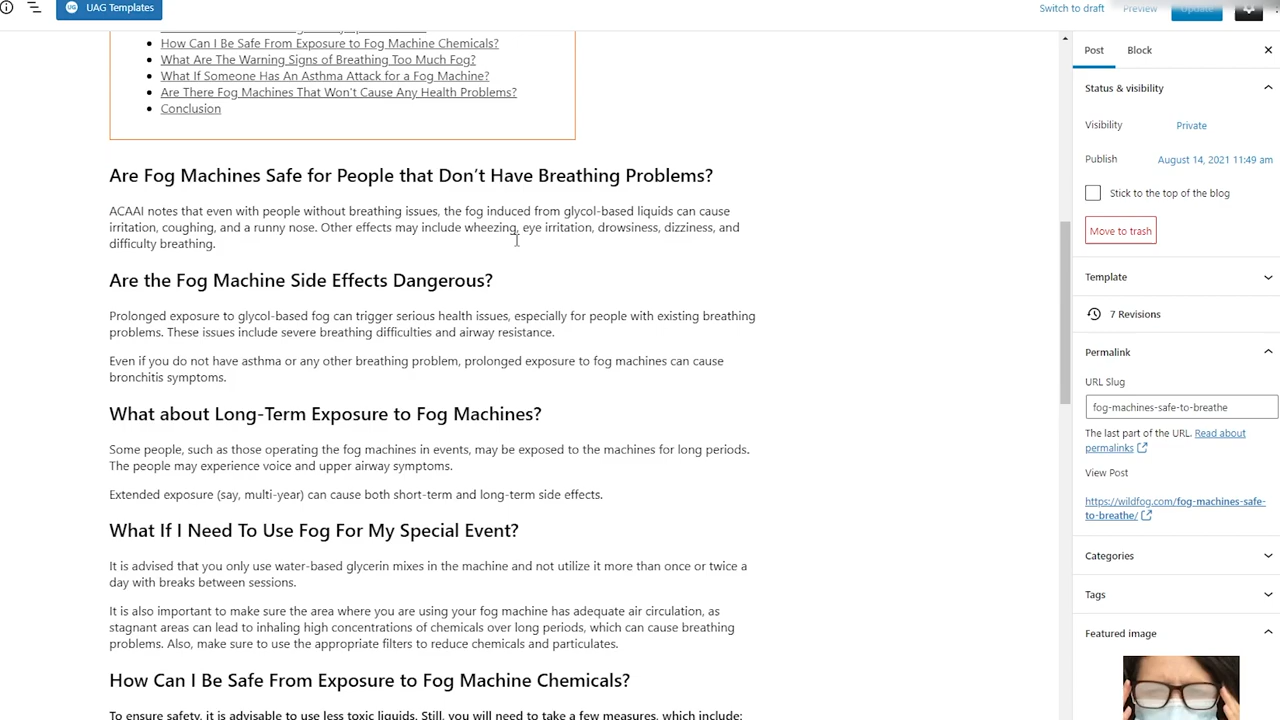 UAG Templates
Switch to draft
Preview
Update
How Can I Be Safe From Exposure to Fog Machine Chemicals?
What Are The Warning Signs of Breathing Too Much Fog?
What If Someone Has An Asthma Attack for a Fog Machine?
Are There Fog Machines That Won't Cause Any Health Problems?
Conclusion
Are Fog Machines Safe for People that Don't Have Breathing Problems?
ACAAI notes that even with people without breathing issues, the fog induced from glycol-based liquids can cause
irritation, coughing, and a runny nose. Other effects may include wheezing, eye irritation, drowsiness, dizziness, and
difficulty breathing.
Are the Fog Machine Side Effects Dangerous?
Prolonged exposure to glycol-based fog can trigger serious health issues, especially for people with existing breathing
problems. These issues include severe breathing difficulties and airway resistance.
Even if you do not have asthma or any other breathing problem, prolonged exposure to fog machines can cause
bronchitis symptoms.
What about Long-Term Exposure to Fog Machines?
Some people, such as those operating the fog machines in events, may be exposed to the machines for long periods.
The people may experience voice and upper airway symptoms.
Extended exposure (say, multi-year) can cause both short-term and long-term side effects.
What If I Need To Use Fog For My Special Event?
It is advised that you only use water-based glycerin mixes in the machine and not utilize it more than once or twice a
day with breaks between sessions.
It is also important to make sure the area where you are using your fog machine has adequate air circulation, as
stagnant areas can lead to inhaling high concentrations of chemicals over long periods, which can cause breathing
problems. Also, make sure to use the appropriate filters to reduce chemicals and particulates.
How Can I Be Safe From Exposure to Fog Machine Chemicals?
To ensure safety, it is advisable to use less toxic liquids. Still, you will need to take a few measures, which include:
Post
Block
Status & visibility
Visibility
Private
Publish
August 14, 2021 11:49 am
Stick to the top of the blog
Move to trash
Template
7 Revisions
Permalink
URL Slug
fog-machines-safe-to-breathe
The last part of the URL. Read about
permalinks
View Post
https://wildfog.com/fog-machines-safe-
to-breathe/
Categories
Tags
Featured image